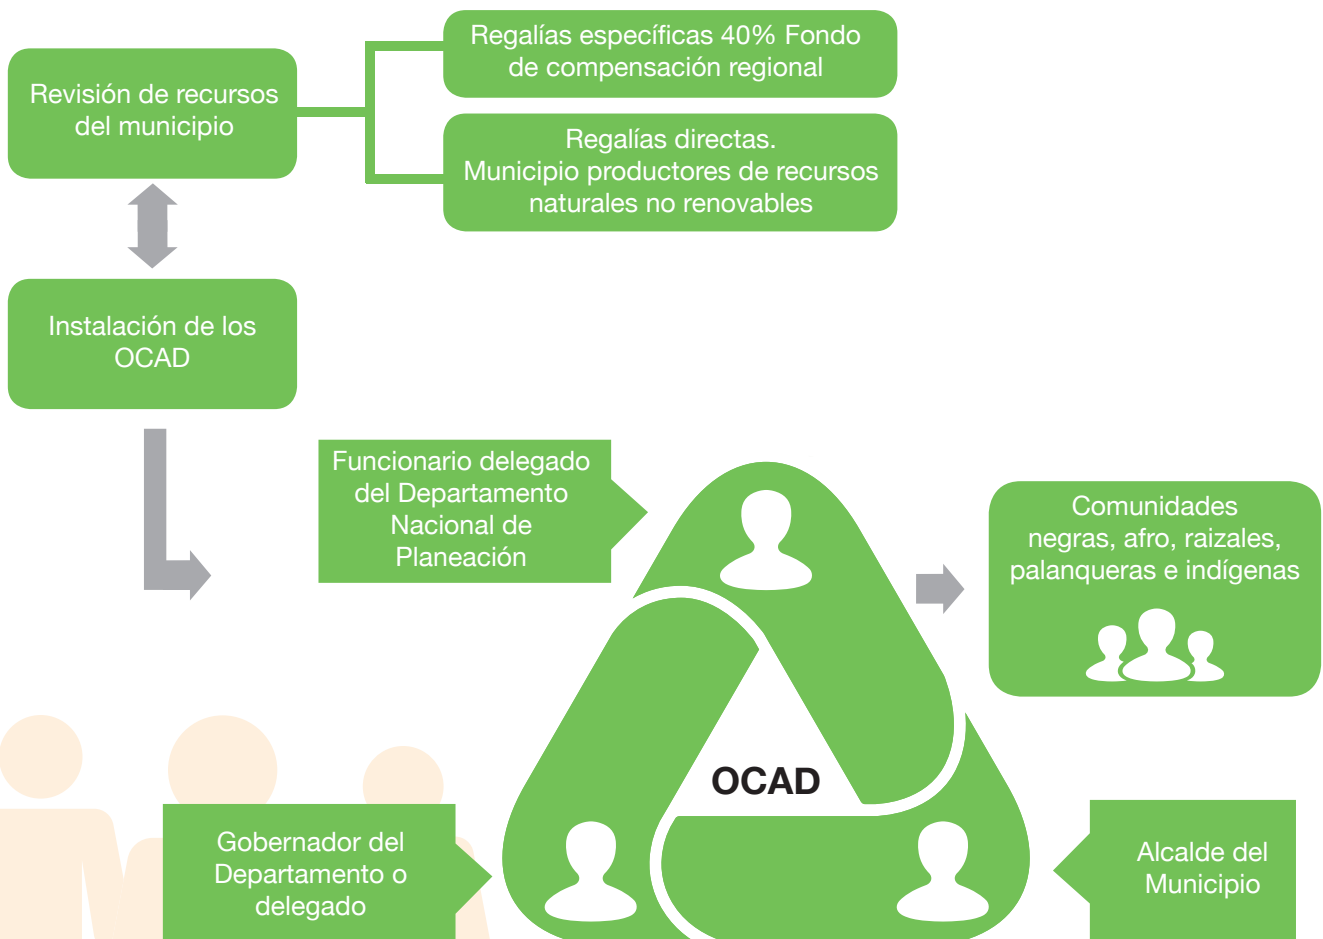 Revisión de recursos
del municipio
Regalías específicas 40% Fondo
de compensación regional
Regalías directas.
Municipio productores de recursos
naturales no renovables
Instalación de los
OCAD
Funcionario delegado
del Departamento
Nacional de
Planeación
Comunidades
negras, afro, raizales,
palanqueras e indígenas
OCAD
Gobernador del
Departamento o
delegado
Alcalde del
Municipio